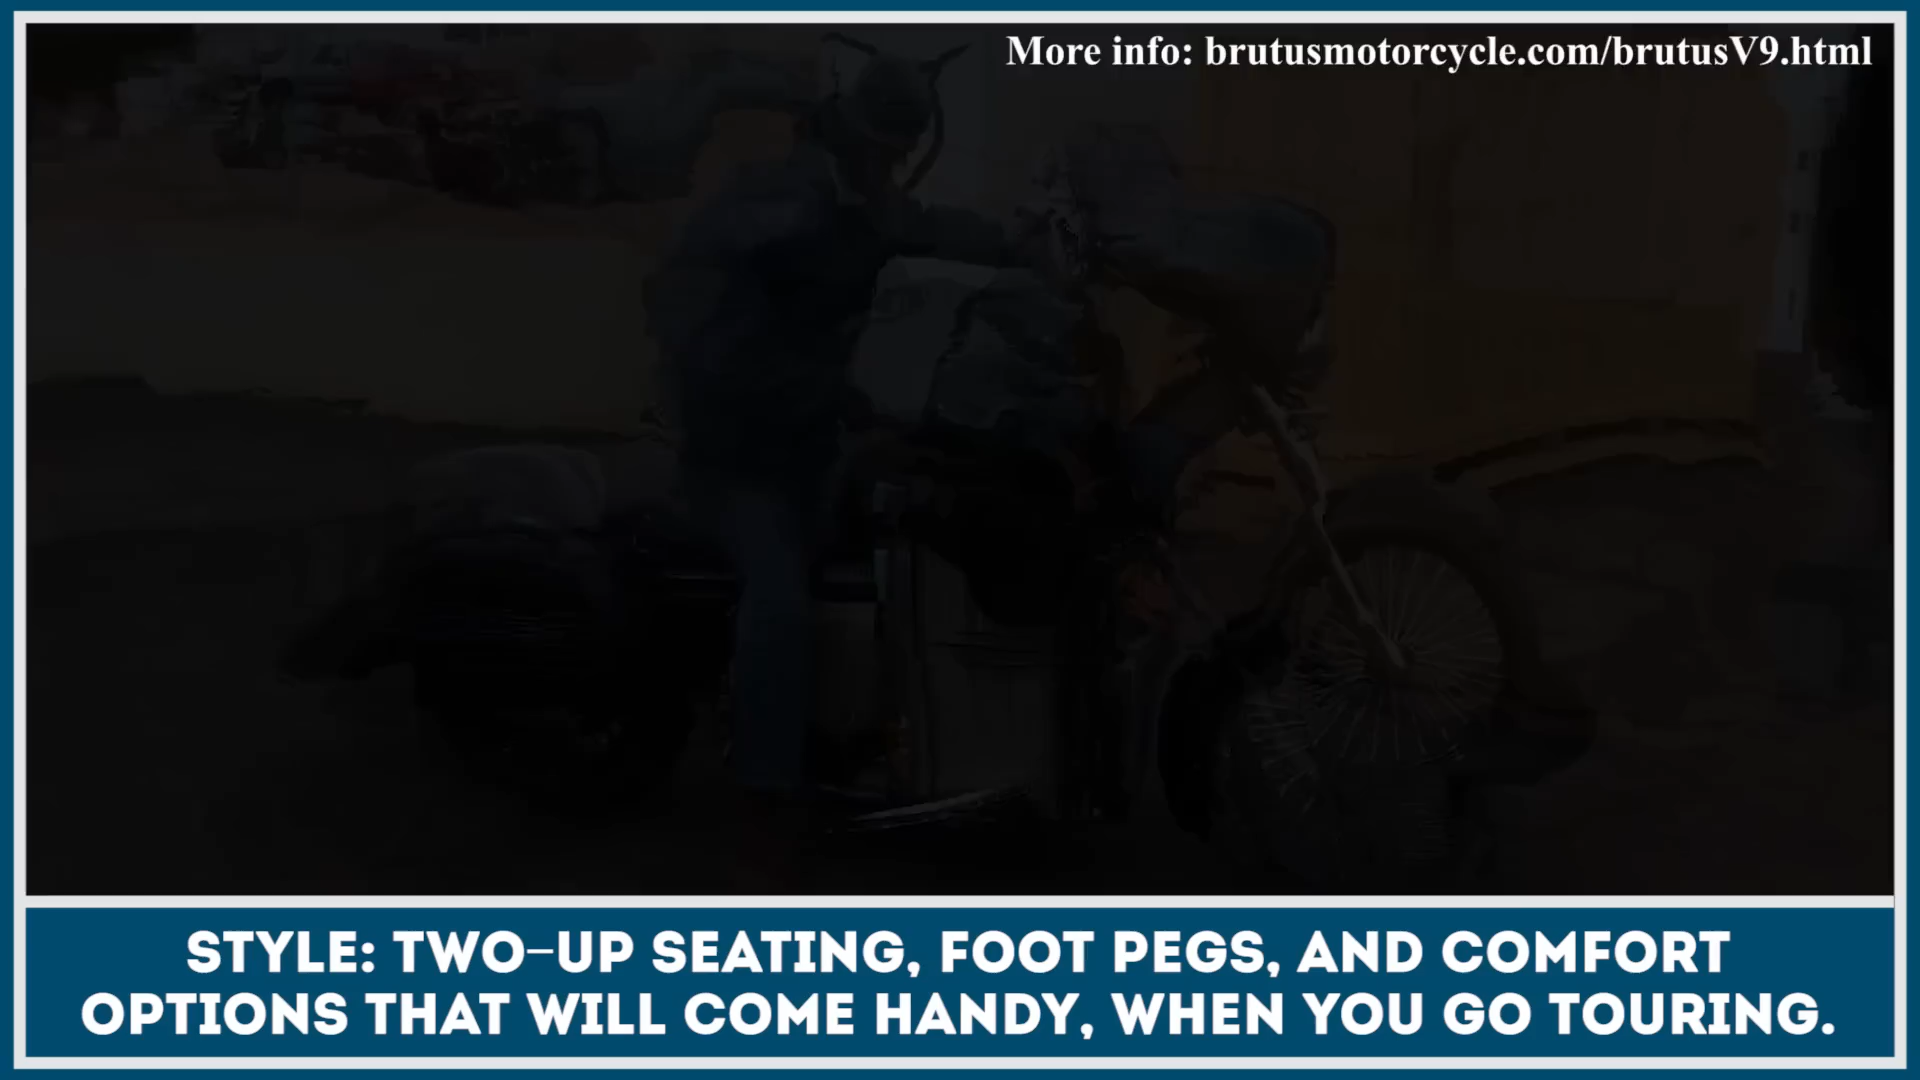 More info: brutusmotorcycle.com/brutusV9.html
STYLE: TWO-UP SEATING, FOOT PEGS, AND COMFORT
OPTIONS THAT WILL COME HANDY, WHEN YOU GO TOURING.